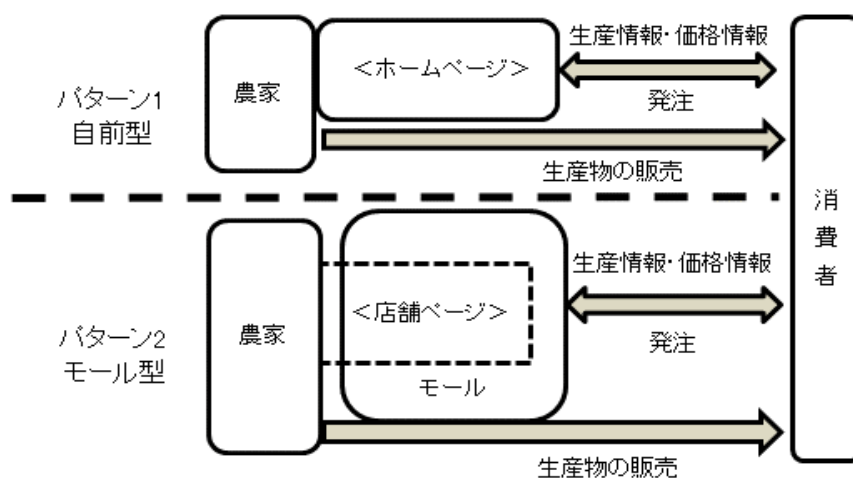 パターン1
自前型
農家
<ホームページ>
生産情報・価格情報
発注
生産物の販売
パターン2
モール型
農家
<店舗ページ>
モール
生産情報・価格情報
発注
生産物の販売
消費者